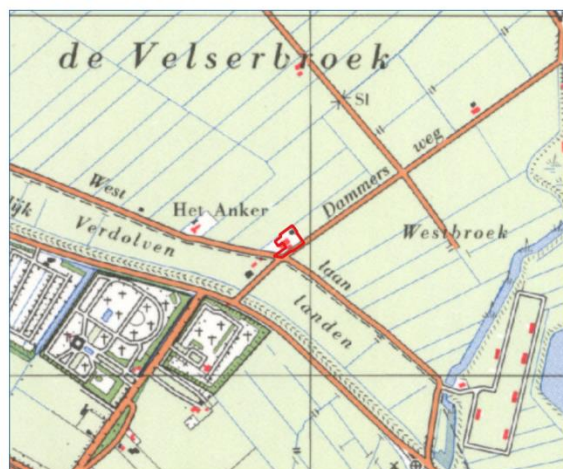 de Velserbroek
Sl
weg
Dammers
West
Het Anker
Westbroek
Verdolven
laan
landen